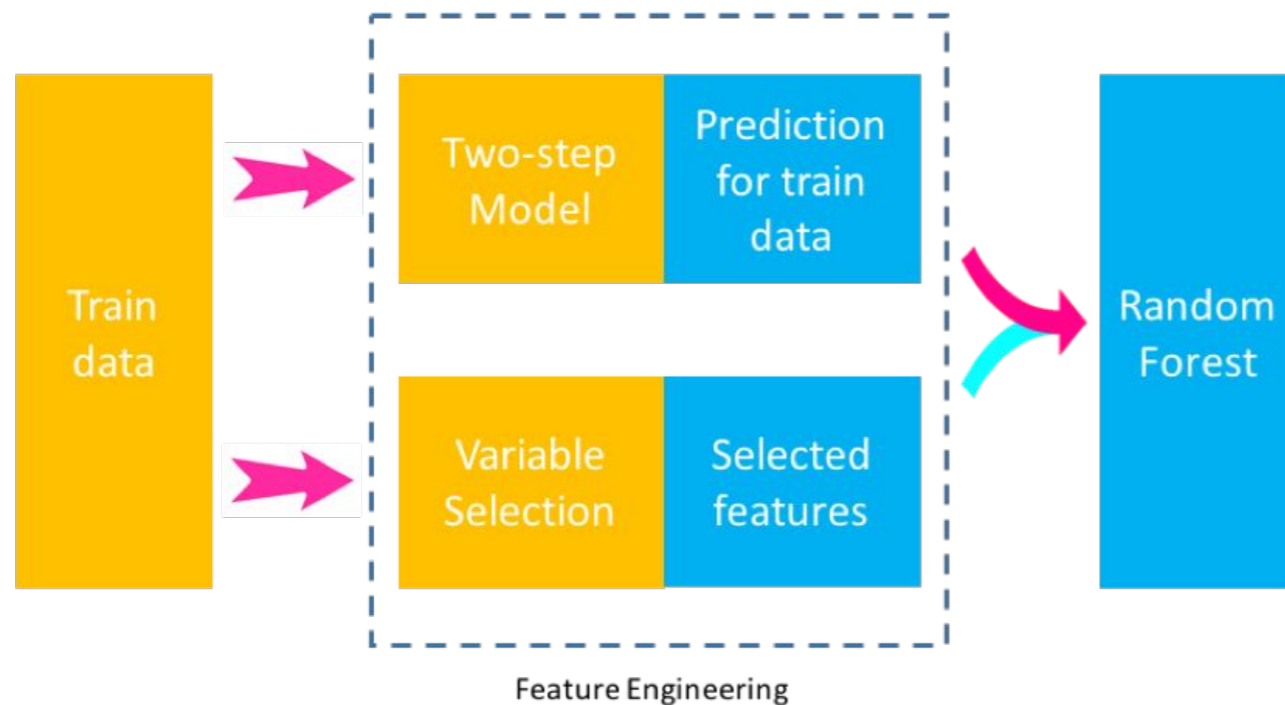 Train
data
Two-step
Model
Prediction
for train
data
Variable
Selection
Selected
features
Random
Forest
Feature Engineering